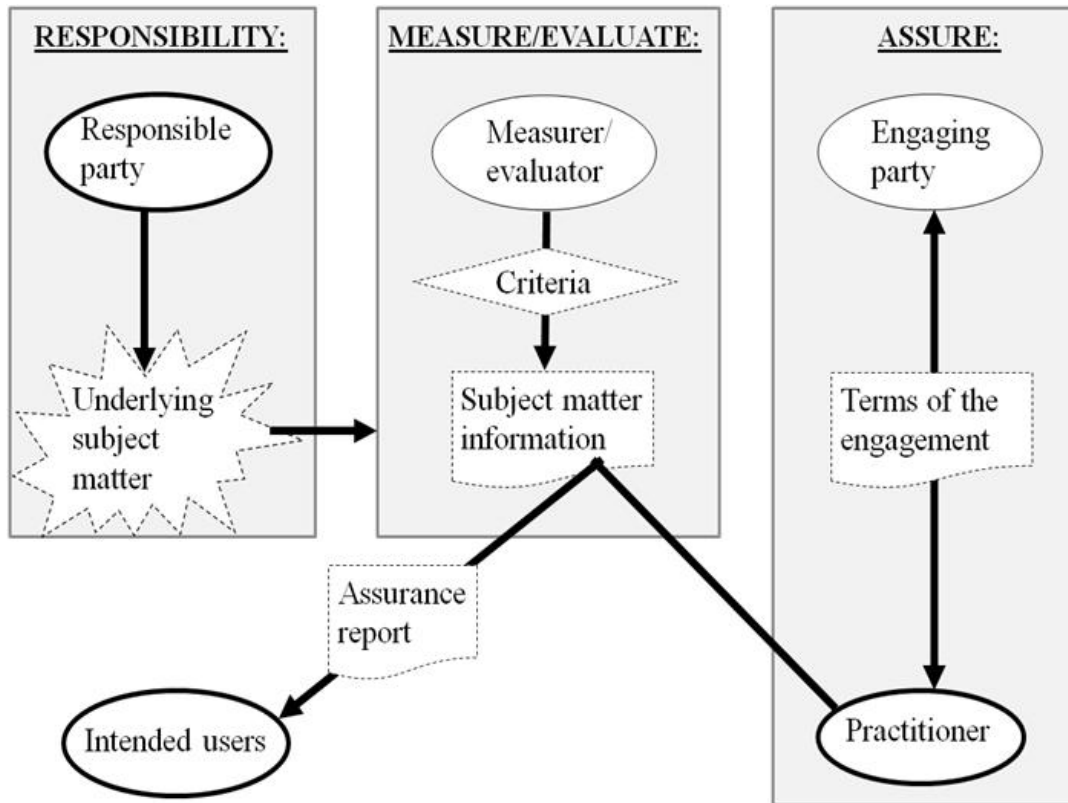 RESPONSIBILITY:
MEASURE/EVALUATE:
ASSURE:
Responsible
party
Measurer/
evaluator
Engaging
party
Criteria
Underlying
subject
matter
Subject matter
information
Terms of the
engagement
Assurance
report
Intended users
Practitioner